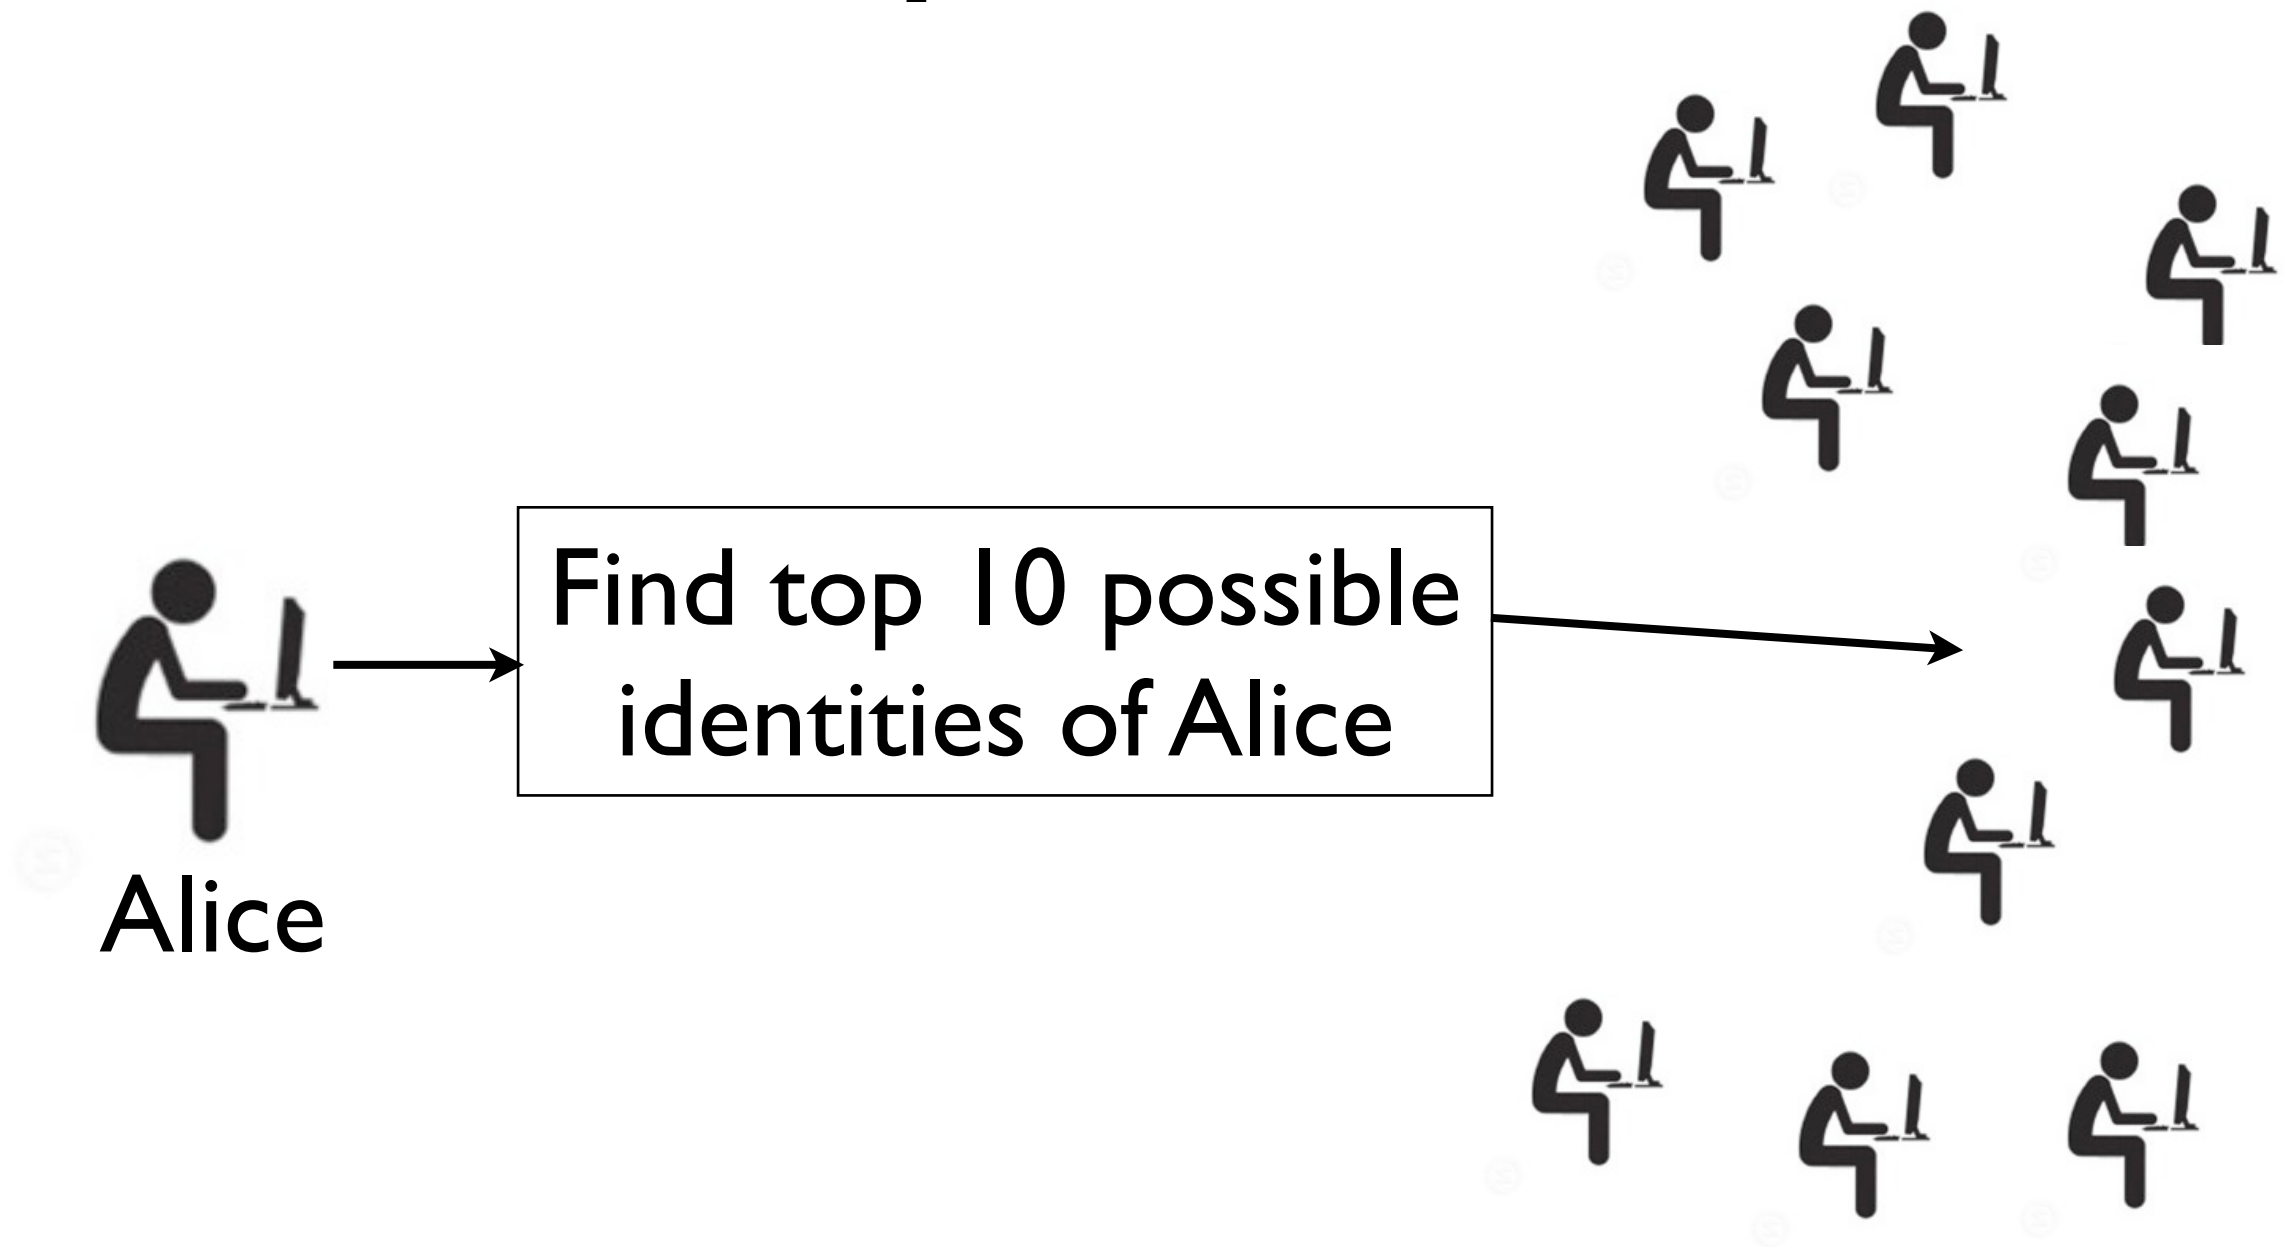 Find top 10 possible
identities of Alice
Alice